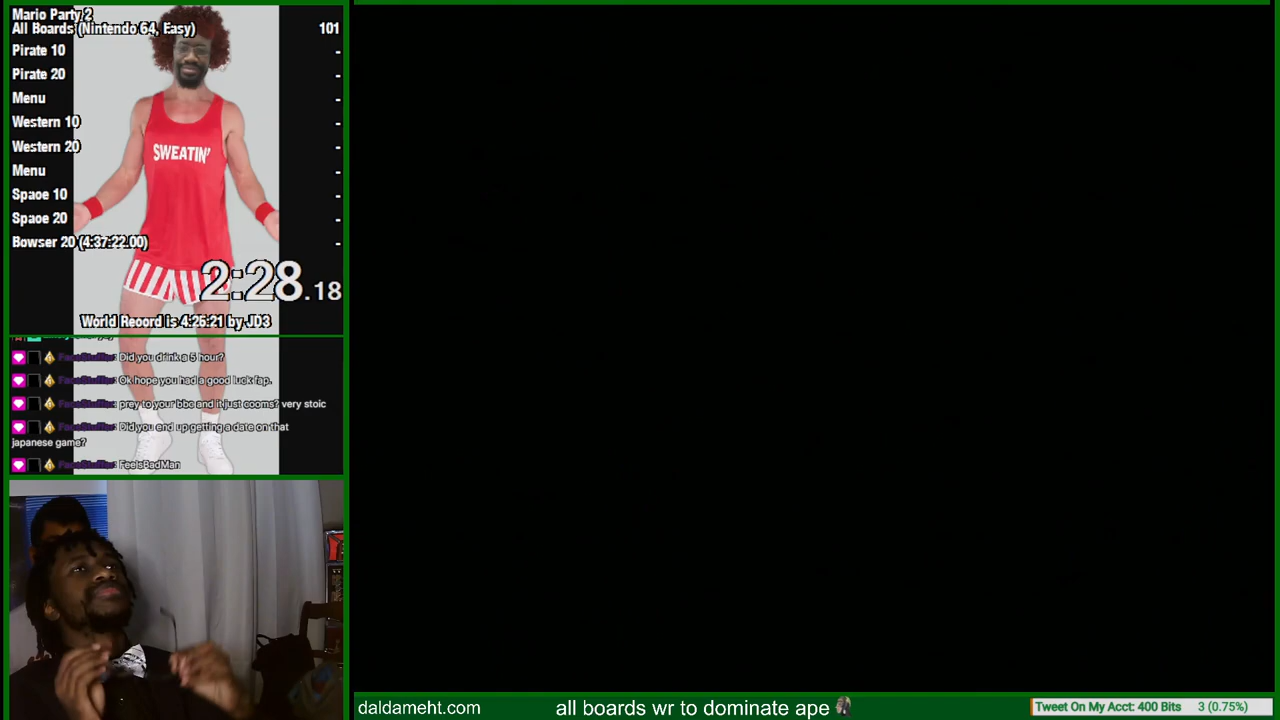 Mario Party 2
All Boards (Nintendo 64, Easy) 101
Pirate 10 -
Pirate 20 -
Menu -
Western 10 -
Western 20 -
Menu -
Space 10 -
Space 20 -
Bowser 20 (4:37:22.00) -
SWEATIN'
2:28.18
World Record is 4:25:21 by JD3
Did you drink a 5 hour?
Ok hope you had a good luck fap.
prey to your bbc and it just cooms? very stoic
Did you end up getting a date on that
japanese game?
FeelsBadMan
daldameht.com
all boards wr to dominate ape
Tweet On My Acct: 400 Bits 3 (0.75%)